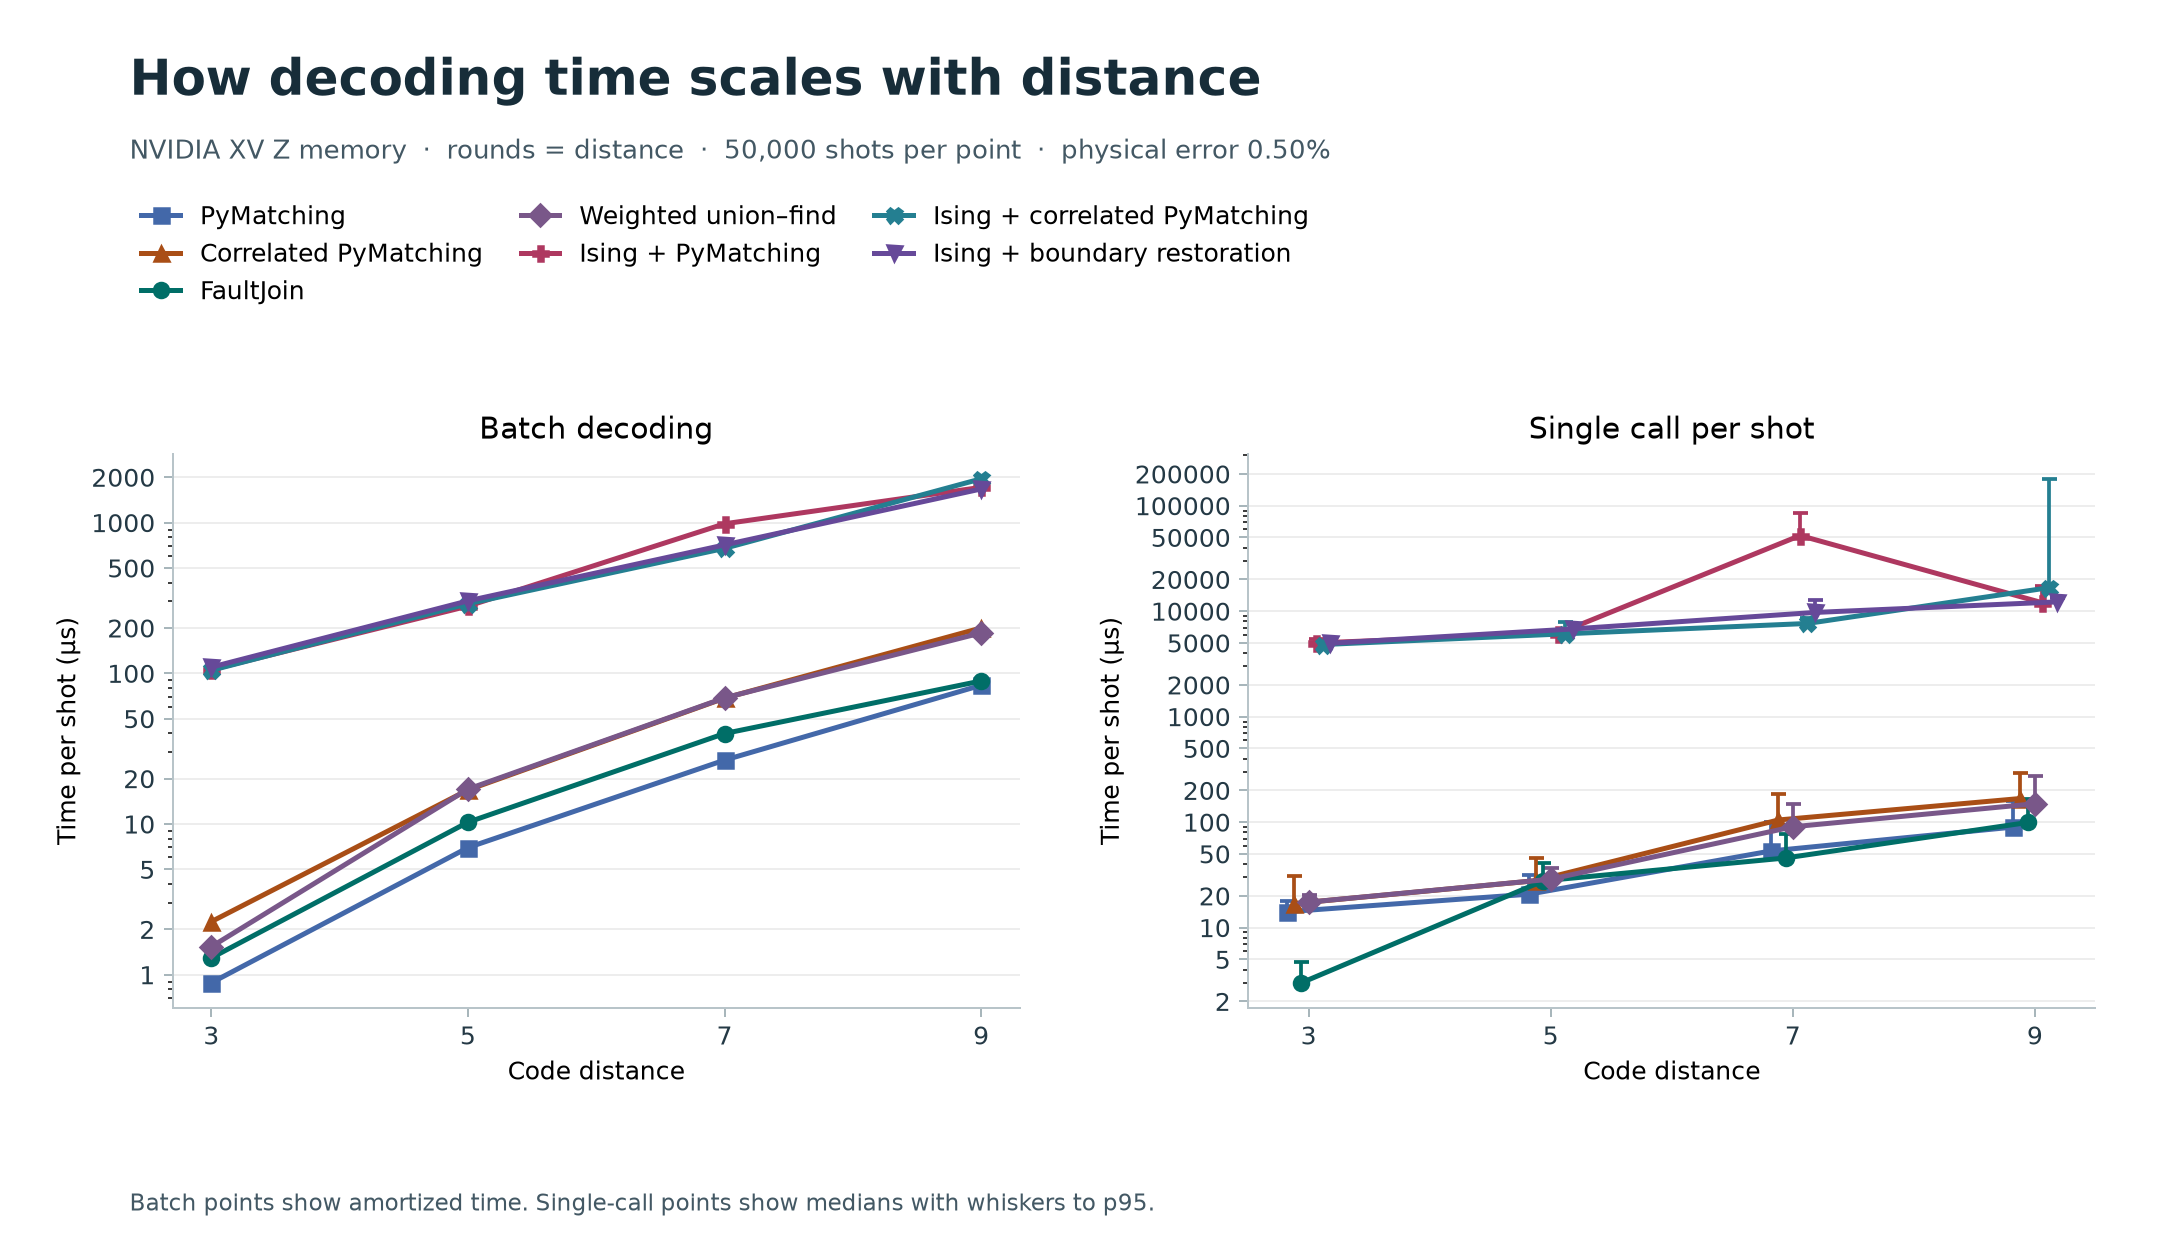 How decoding time scales with distance
NVIDIA XV Z memory · rounds = distance · 50,000 shots per point · physical error 0.50%
PyMatching
Correlated PyMatching
FaultJoin
Weighted union–find
Ising + PyMatching
Ising + correlated PyMatching
Ising + boundary restoration
Batch decoding
Time per shot (µs)
2000
1000
500
200
100
50
20
10
5
2
1
3 5 7 9
Code distance
Single call per shot
Time per shot (µs)
200000
100000
50000
20000
10000
5000
2000
1000
500
200
100
50
20
10
5
2
3 5 7 9
Code distance
Batch points show amortized time. Single-call points show medians with whiskers to p95.